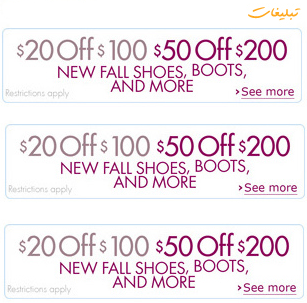 تبلیغات
$20 Off $100 $50 Off $200
NEW FALL SHOES, BOOTS,
AND MORE
Restrictions apply
› See more
$20 Off $100 $50 Off $200
NEW FALL SHOES, BOOTS,
AND MORE
Restrictions apply
› See more
$20 Off $100 $50 Off $200
NEW FALL SHOES, BOOTS,
AND MORE
Restrictions apply
› See more